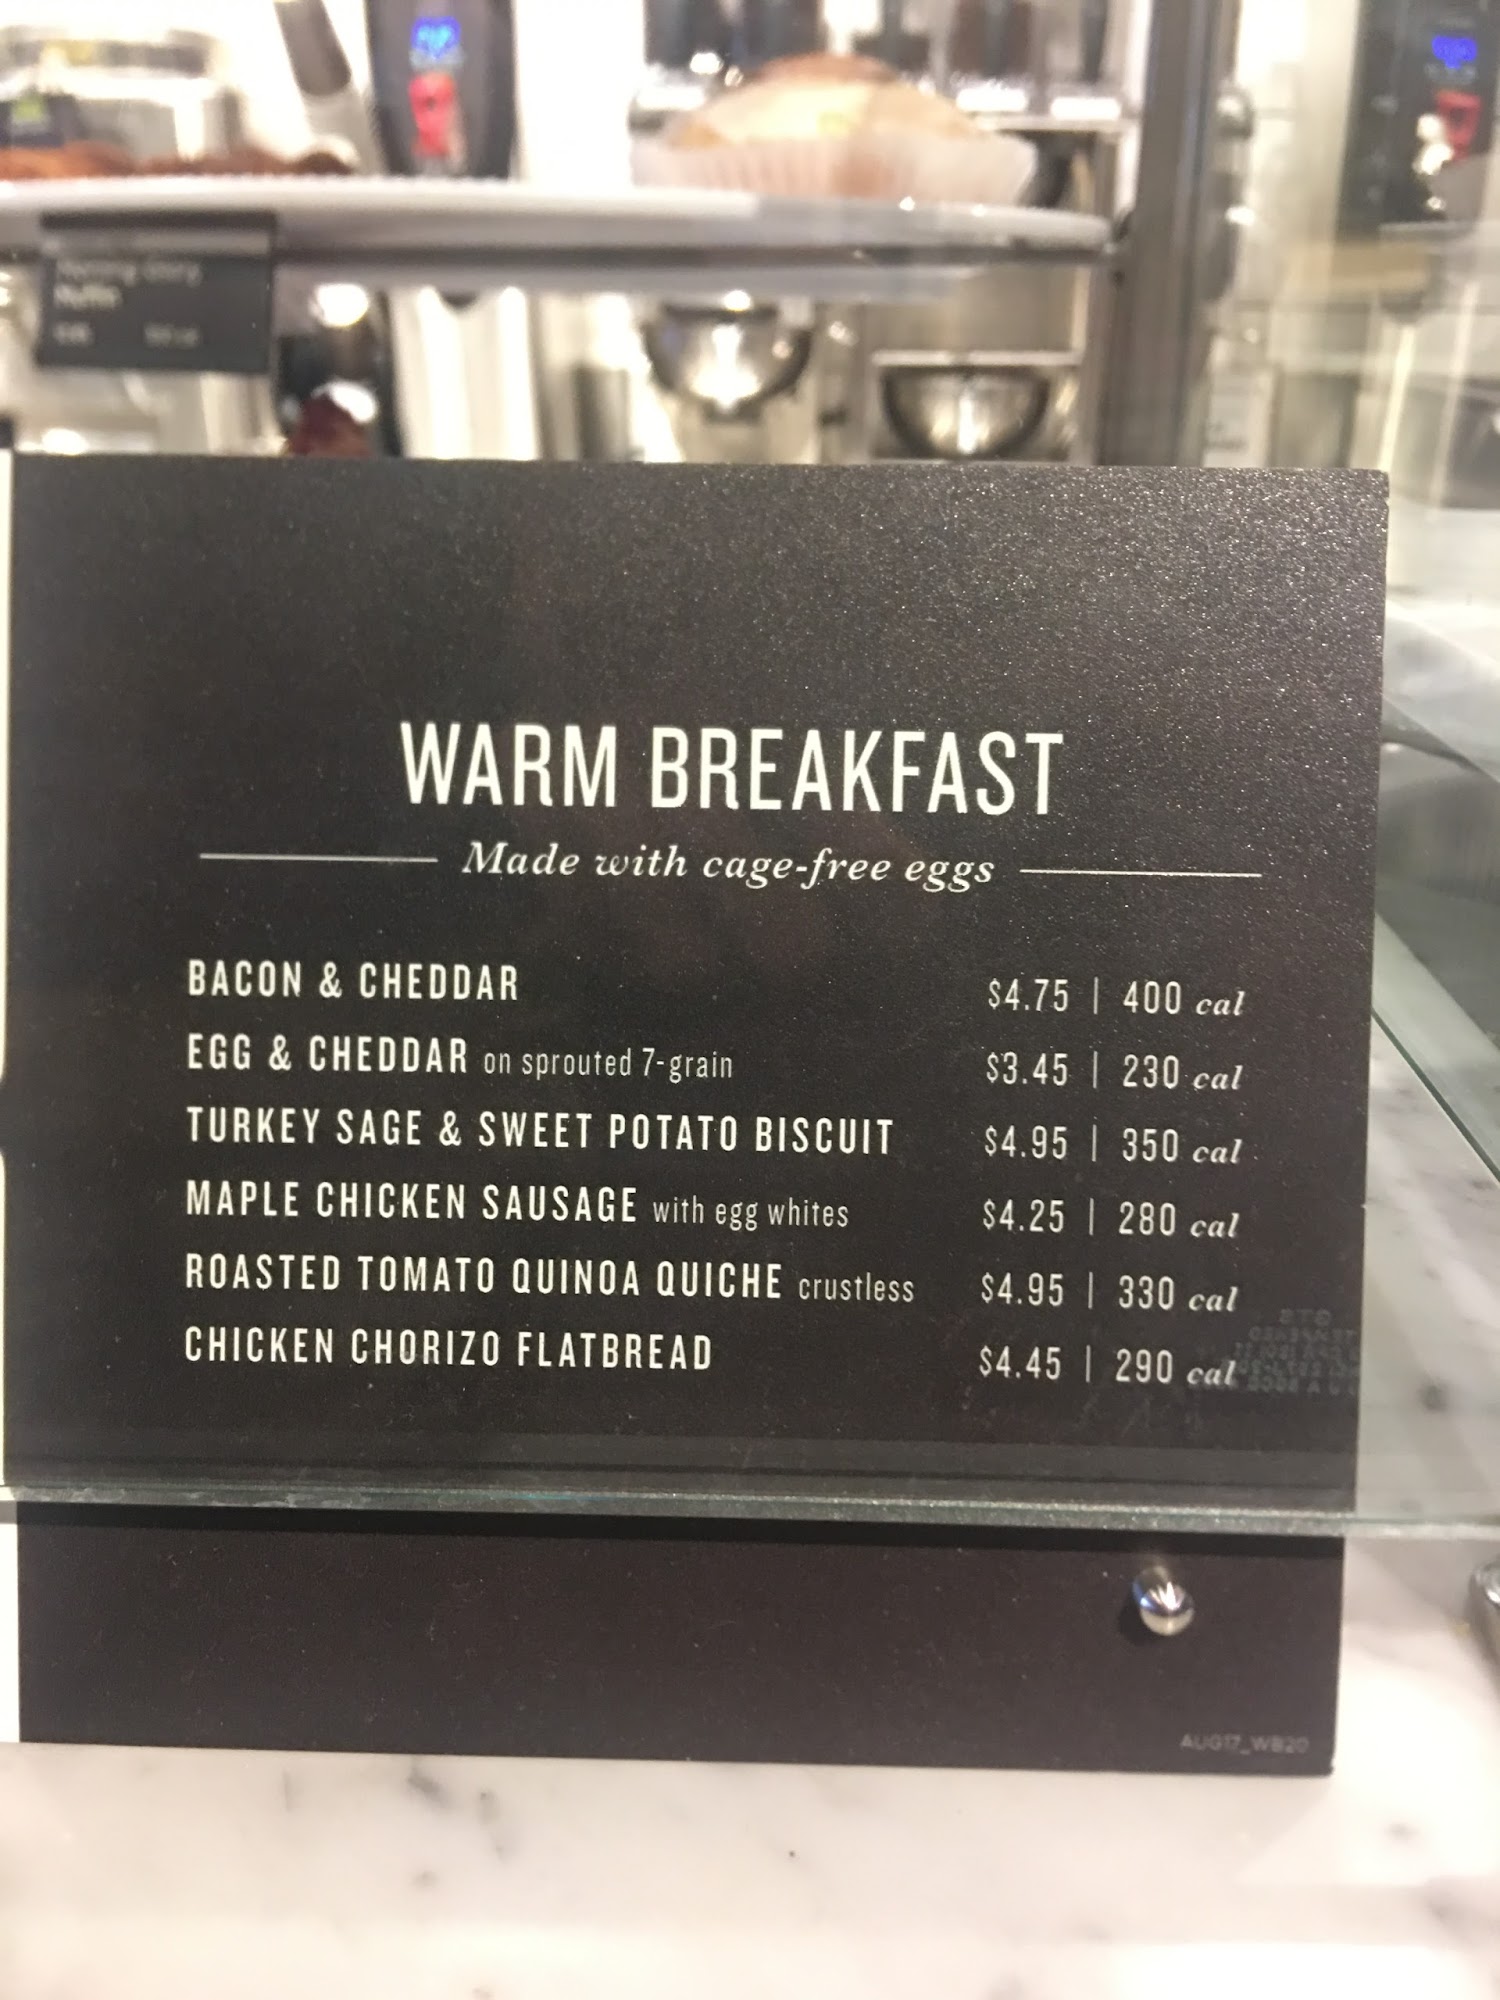 Muffin
WARM BREAKFAST
Made with cage-free eggs
BACON & CHEDDAR $4.75 | 400 cal
EGG & CHEDDAR on sprouted 7-grain $3.45 | 230 cal
TURKEY SAGE & SWEET POTATO BISCUIT $4.95 | 350 cal
MAPLE CHICKEN SAUSAGE with egg whites $4.25 | 280 cal
ROASTED TOMATO QUINOA QUICHE crustless $4.95 | 330 cal
CHICKEN CHORIZO FLATBREAD $4.45 | 290 cal
AUG17_WB20